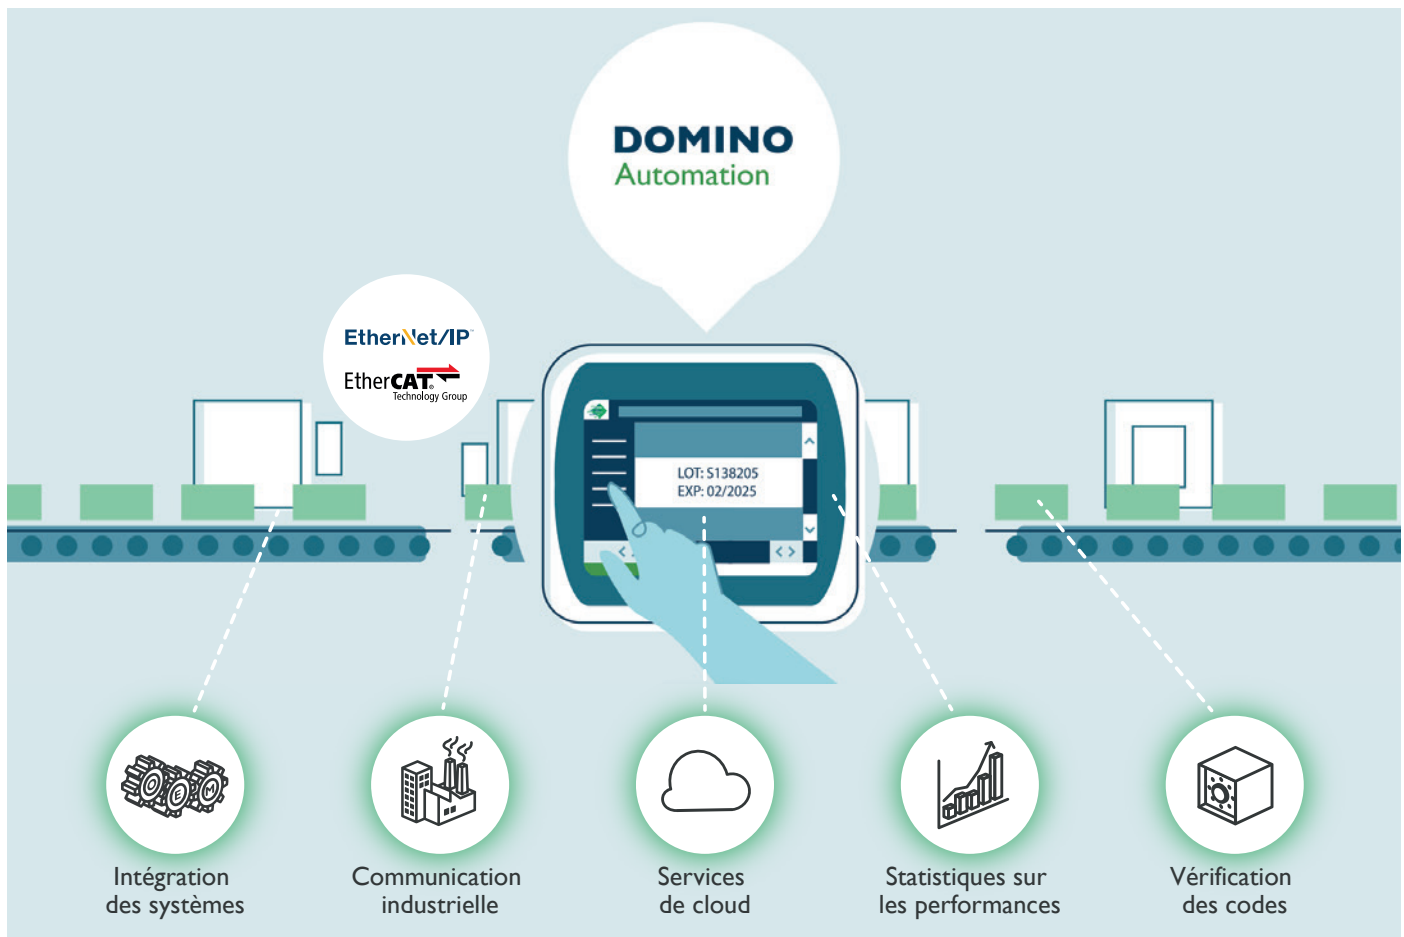 DOMINO
Automation
EtherNet/IP™
EtherCAT®
Technology Group
LOT: S138205
EXP: 02/2025
O E M
Intégration
des systèmes
Communication
industrielle
Services
de cloud
Statistiques sur
les performances
Vérification
des codes